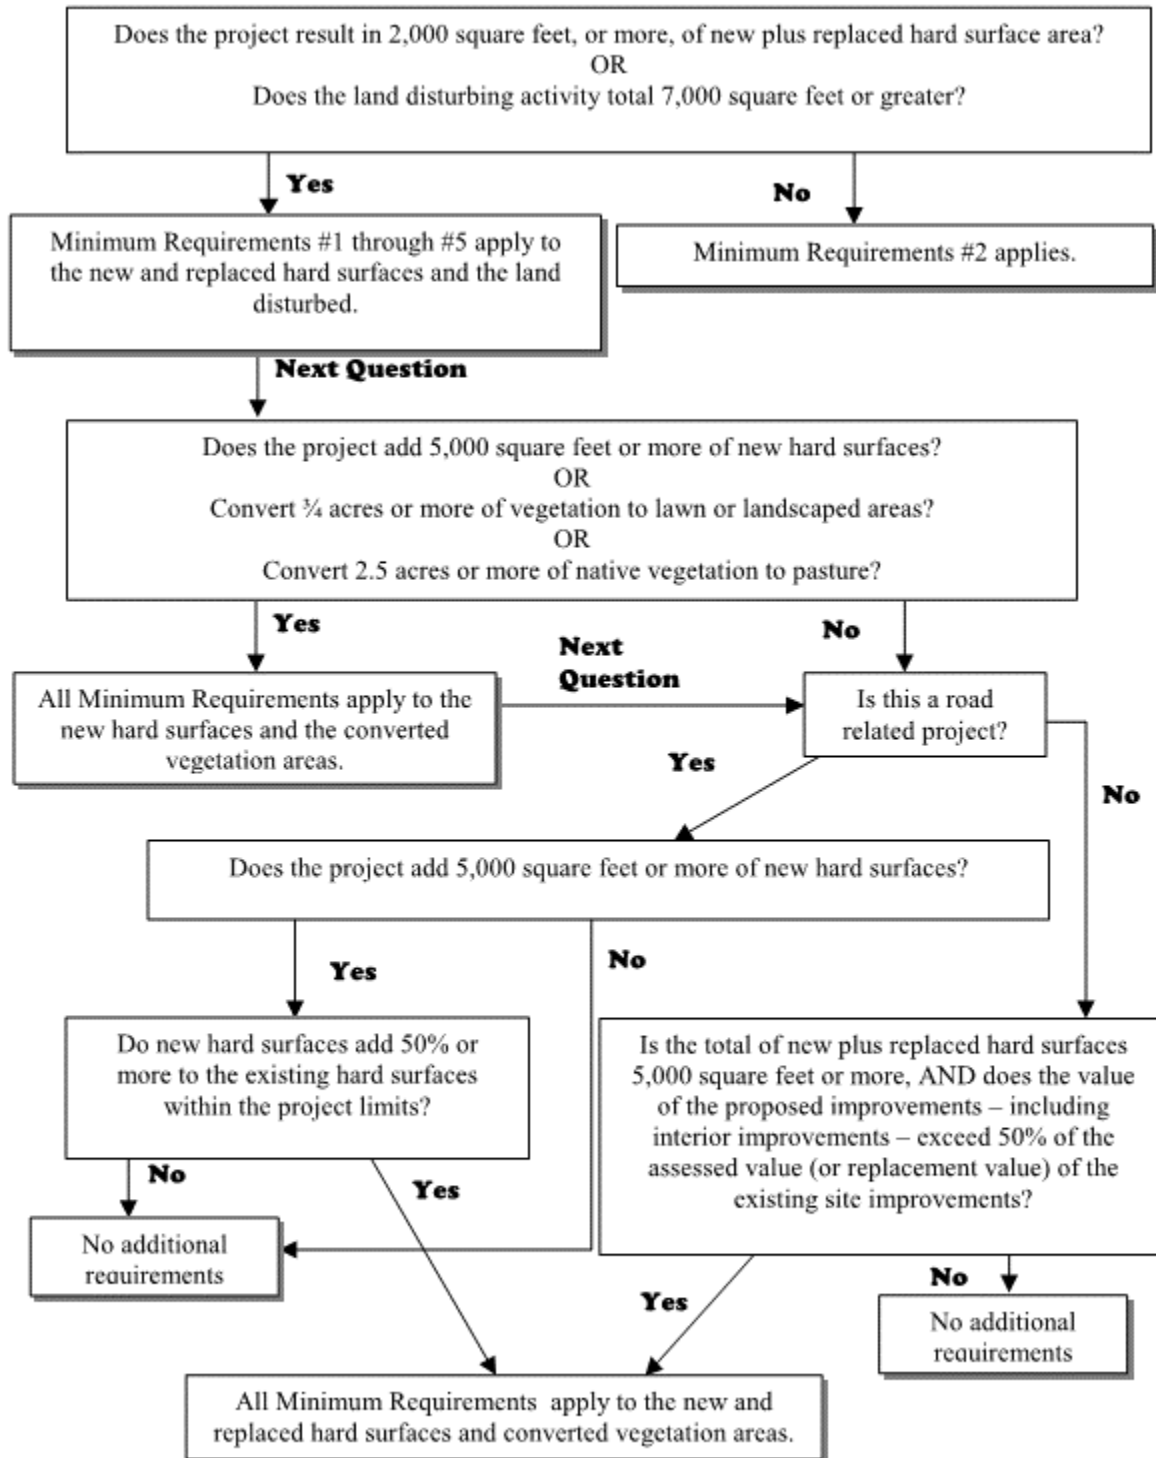 Does the project result in 2,000 square feet, or more, of new plus replaced hard surface area?
OR
Does the land disturbing activity total 7,000 square feet or greater?
Yes
No
Minimum Requirements #1 through #5 apply to
the new and replaced hard surfaces and the land
disturbed.
Minimum Requirements #2 applies.
Next Question
Does the project add 5,000 square feet or more of new hard surfaces?
OR
Convert ¾ acres or more of vegetation to lawn or landscaped areas?
OR
Convert 2.5 acres or more of native vegetation to pasture?
Yes
No
Next
Question
All Minimum Requirements apply to the
new hard surfaces and the converted
vegetation areas.
Is this a road
related project?
Yes
No
Does the project add 5,000 square feet or more of new hard surfaces?
Yes
No
Do new hard surfaces add 50% or
more to the existing hard surfaces
within the project limits?
Is the total of new plus replaced hard surfaces
5,000 square feet or more, AND does the value
of the proposed improvements – including
interior improvements – exceed 50% of the
assessed value (or replacement value) of the
existing site improvements?
No
Yes
No additional
requirements
Yes
No
No additional
requirements
All Minimum Requirements apply to the new and
replaced hard surfaces and converted vegetation areas.